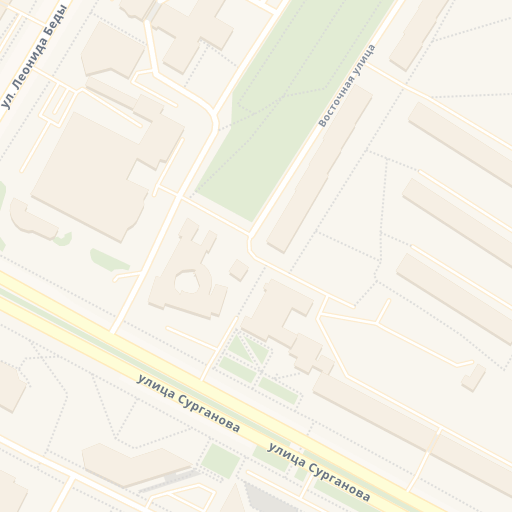 ул. Леонида Беды
Восточная улица
улица Сурганова
улица Сурганова